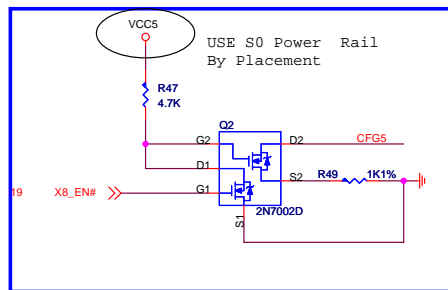 VCC5
USE S0 Power Rail
By Placement
R47
4.7K
Q2
G2
D2
CFG5
D1
S2
R49
1K1%
19
X8_EN#
G1
S1
2N7002D